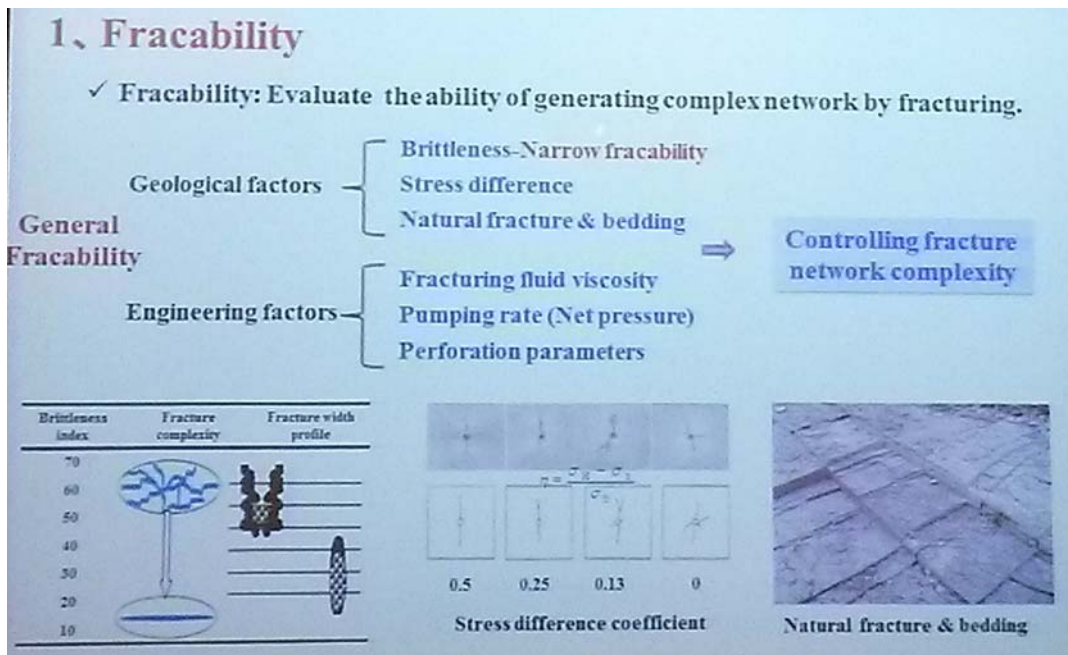 1、Fracability
✓ Fracability: Evaluate the ability of generating complex network by fracturing.
General
Fracability
Geological factors
Brittleness-Narrow fracability
Stress difference
Natural fracture & bedding
Engineering factors
Fracturing fluid viscosity
Pumping rate (Net pressure)
Perforation parameters
⇒
Controlling fracture
network complexity
Brittleness index
Fracture complexity
Fracture width profile
70
60
50
40
30
20
10
0.5 0.25 0.13 0
Stress difference coefficient
Natural fracture & bedding